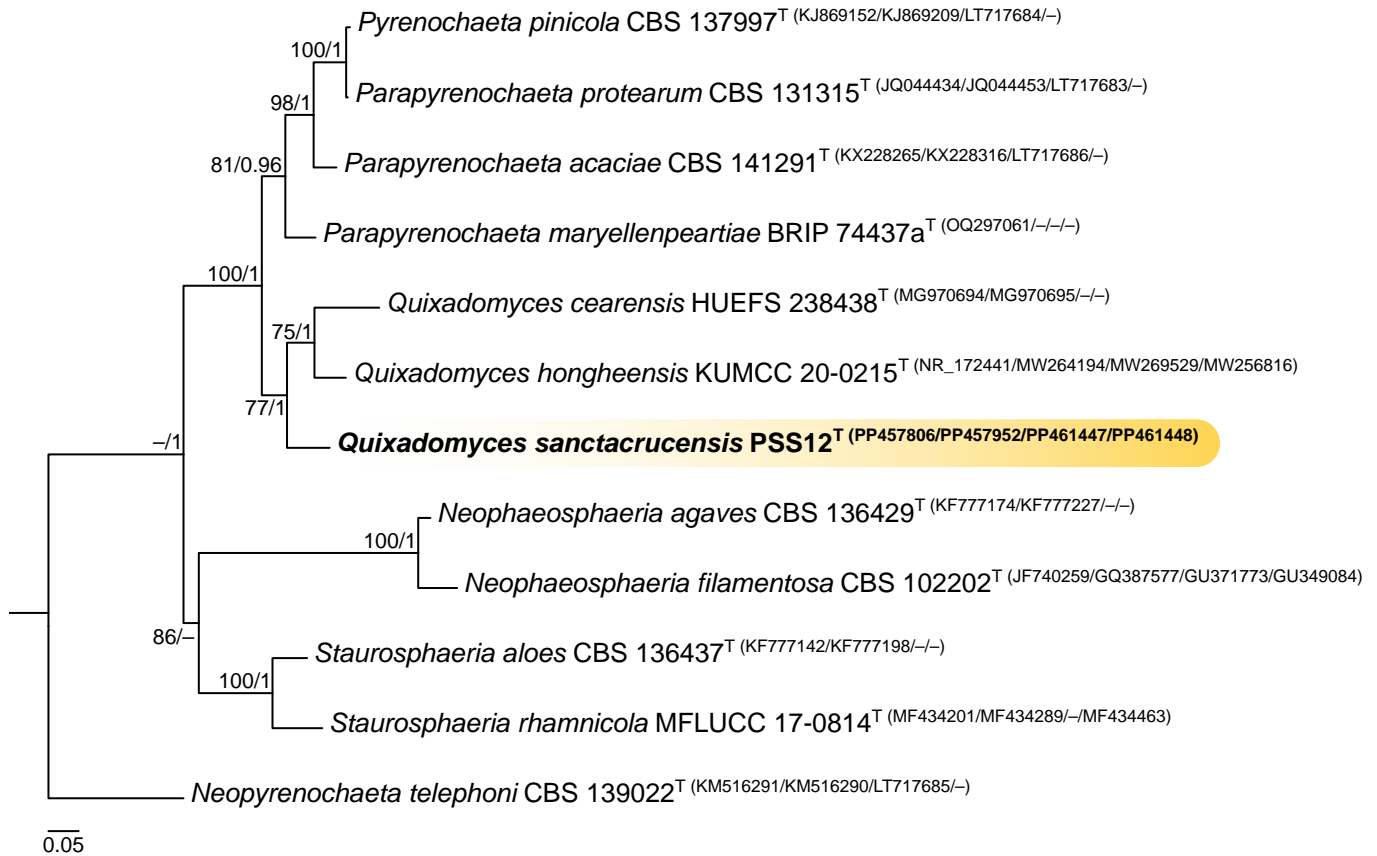 Pyrenochaeta pinicola CBS 137997T (KJ869152/KJ869209/LT717684/–)
100/1
Parapyrenochaeta protearum CBS 131315T (JQ044434/JQ044453/LT717683/–)
98/1
Parapyrenochaeta acaciae CBS 141291T (KX228265/KX228316/LT717686/–)
81/0.96
Parapyrenochaeta maryellenpeartiae BRIP 74437aT (OQ297061/–/–/–)
100/1
Quixadomyces cearensis HUEFS 238438T (MG970694/MG970695/–/–)
75/1
Quixadomyces hongheensis KUMCC 20-0215T (NR_172441/MW264194/MW269529/MW256816)
77/1
–/1
Quixadomyces sanctacrucensis PSS12T (PP457806/PP457952/PP461447/PP461448)
Neophaeosphaeria agaves CBS 136429T (KF777174/KF777227/–/–)
100/1
Neophaeosphaeria filamentosa CBS 102202T (JF740259/GQ387577/GU371773/GU349084)
86/–
Staurosphaeria aloes CBS 136437T (KF777142/KF777198/–/–)
100/1
Staurosphaeria rhamnicola MFLUCC 17-0814T (MF434201/MF434289/–/MF434463)
Neopyrenochaeta telephoni CBS 139022T (KM516291/KM516290/LT717685/–)
0.05